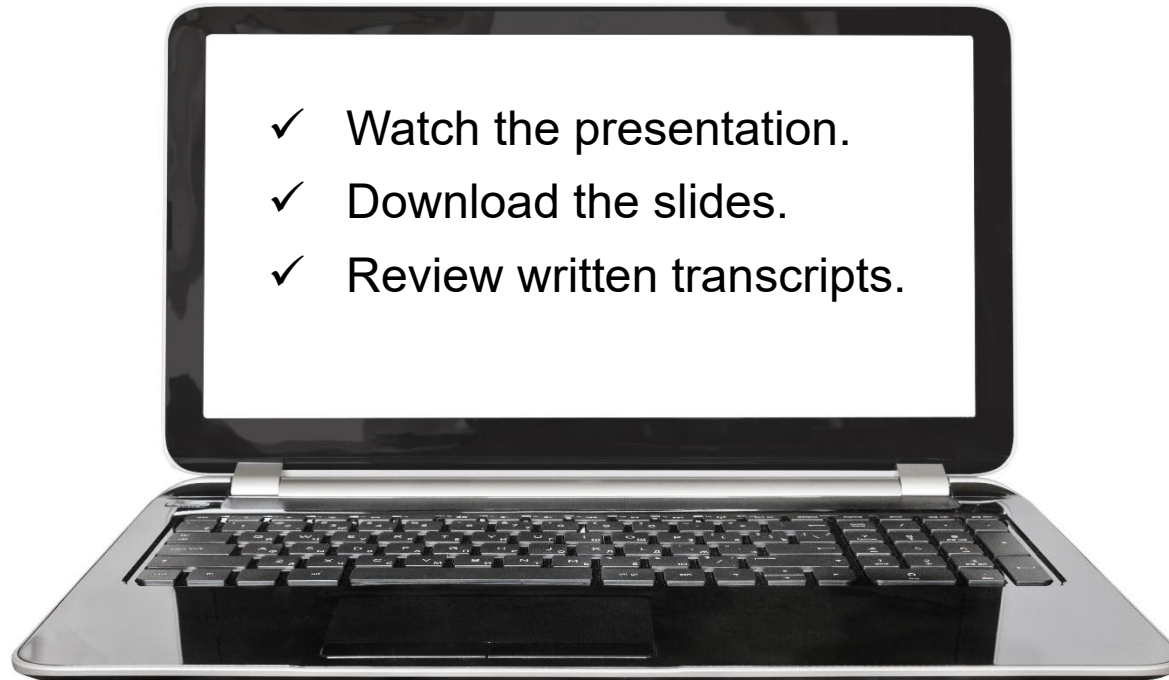 ✓ Watch the presentation.
✓ Download the slides.
✓ Review written transcripts.